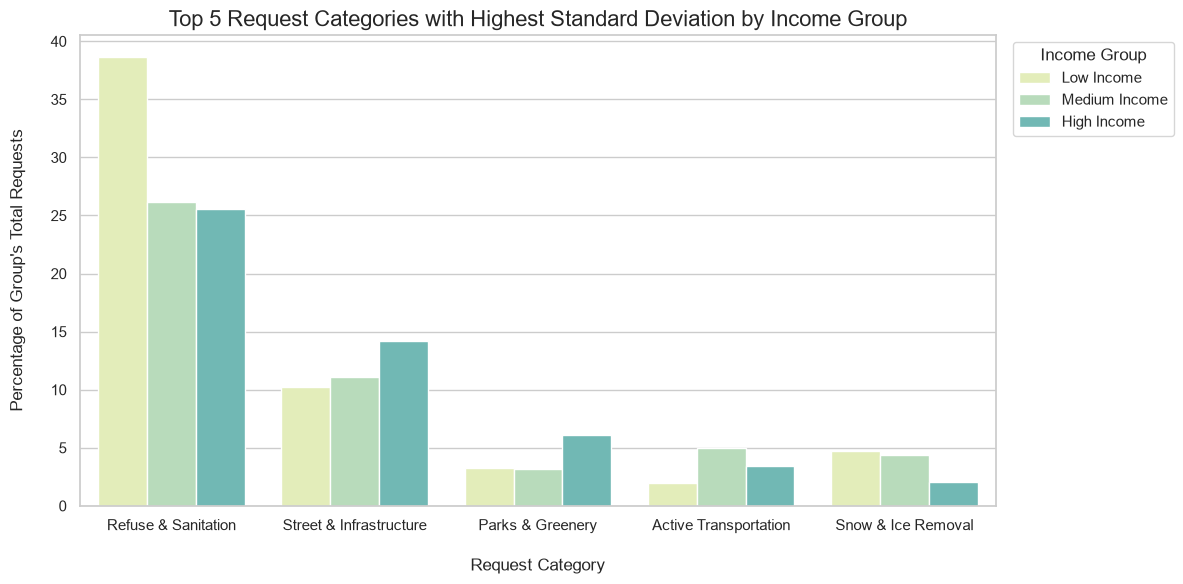 Top 5 Request Categories with Highest Standard Deviation by Income Group
Income Group
Low Income
Medium Income
High Income
Percentage of Group's Total Requests
40
35
30
25
20
15
10
5
0
Refuse & Sanitation
Street & Infrastructure
Parks & Greenery
Active Transportation
Snow & Ice Removal
Request Category